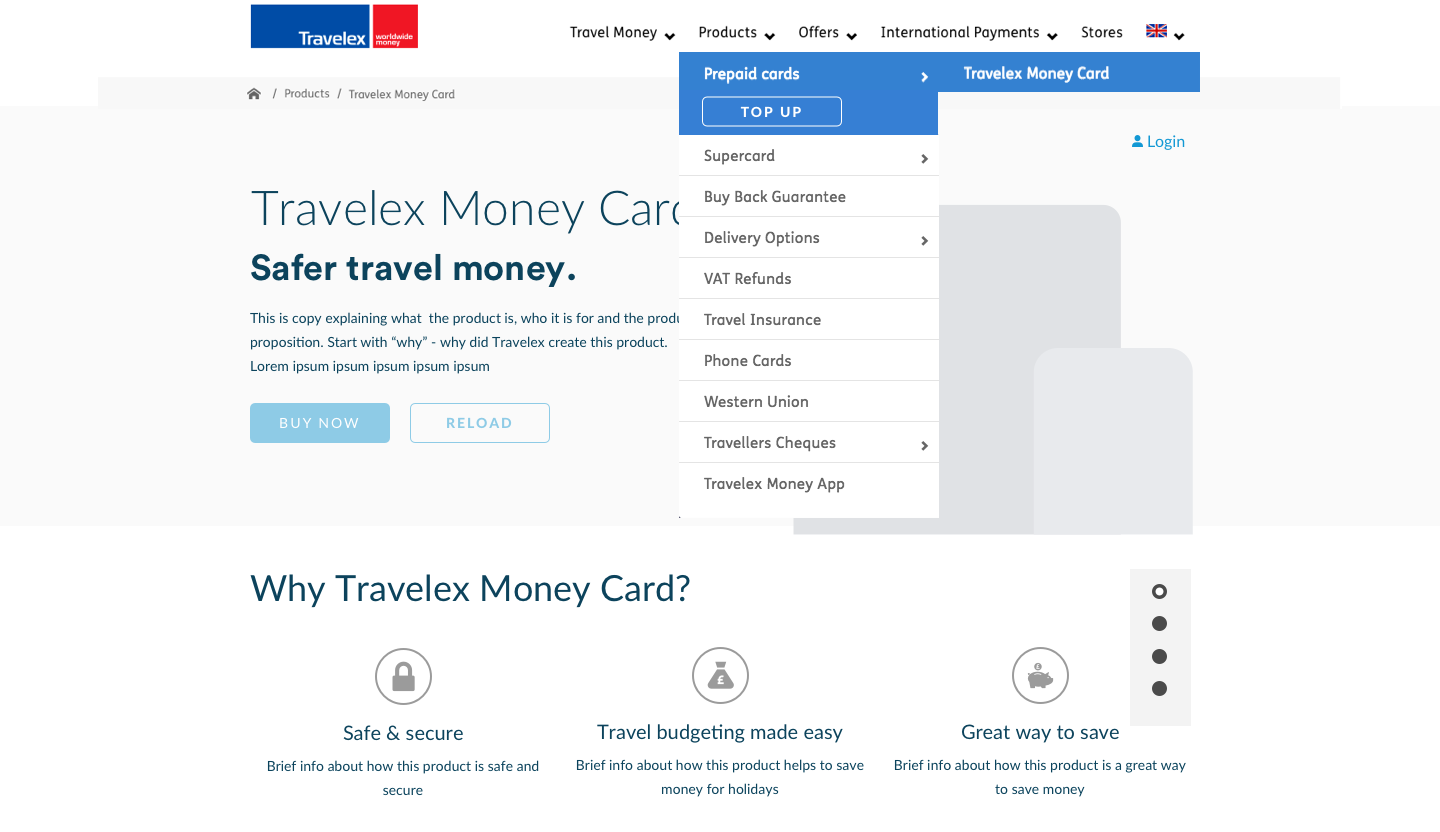 Travelex
worldwide
money
Travel Money
Products
Offers
International Payments
Stores
Prepaid cards
Travelex Money Card
TOP UP
Supercard
Buy Back Guarantee
Delivery Options
VAT Refunds
Travel Insurance
Phone Cards
Western Union
Travellers Cheques
Travelex Money App
/ Products / Travelex Money Card
Login
Travelex Money Card
Safer travel money.
This is copy explaining what the product is, who it is for and the produ
proposition. Start with “why” - why did Travelex create this product.
Lorem ipsum ipsum ipsum ipsum ipsum
BUY NOW
RELOAD
Why Travelex Money Card?
£
Safe & secure
Brief info about how this product is safe and
secure
Travel budgeting made easy
Brief info about how this product helps to save
money for holidays
£
Great way to save
Brief info about how this product is a great way
to save money